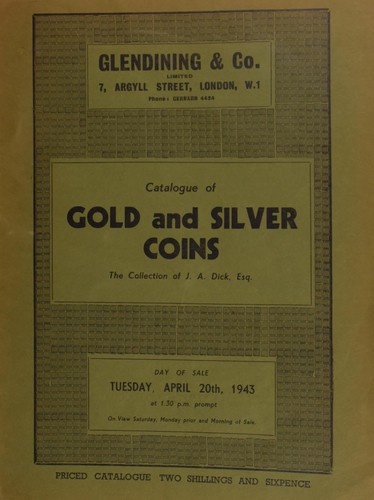 GLENDINING & Co.
LIMITED
7, ARGYLL STREET, LONDON, W.1
Phone: GERRARD 6424
Catalogue of
GOLD and SILVER
COINS
The Collection of J. A. Dick, Esq.
DAY OF SALE
TUESDAY, APRIL 20th, 1943
at 1.30 p.m. prompt
On View Saturday, Monday prior and Morning of Sale.
PRICED CATALOGUE TWO SHILLINGS AND SIXPENCE